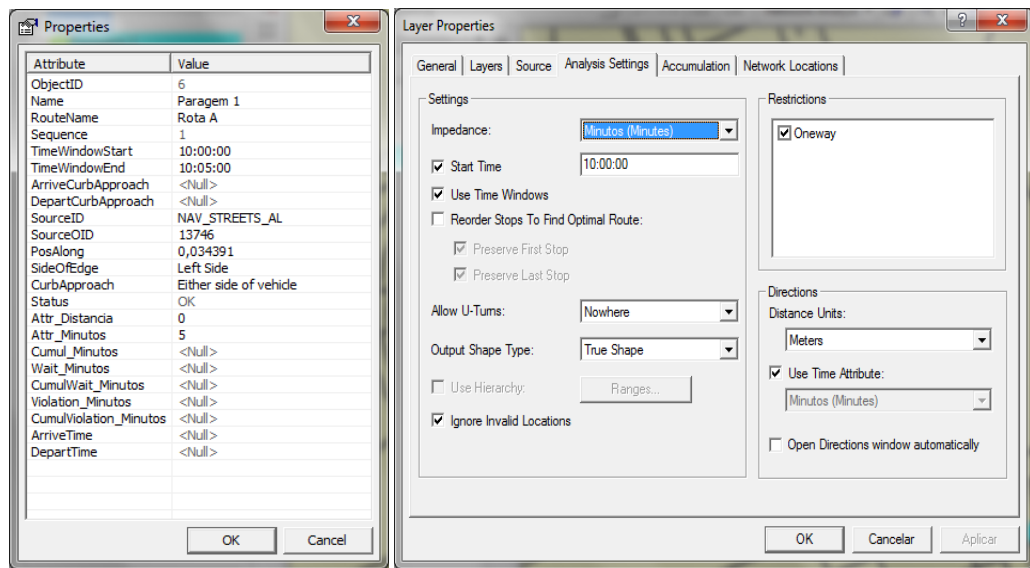 Properties
Attribute Value
ObjectID 6
Name Paragem 1
RouteName Rota A
Sequence 1
TimeWindowStart 10:00:00
TimeWindowEnd 10:05:00
ArriveCurbApproach <Null>
DepartCurbApproach <Null>
SourceID NAV_STREETS_AL
SourceOID 13746
PosAlong 0,034391
SideOfEdge Left Side
CurbApproach Either side of vehicle
Status OK
Attr_Distancia 0
Attr_Minutos 5
Cumul_Minutos <Null>
Wait_Minutos <Null>
CumulWait_Minutos <Null>
Violation_Minutos <Null>
CumulViolation_Minutos <Null>
ArriveTime <Null>
DepartTime <Null>
OK Cancel
Layer Properties
General Layers Source Analysis Settings Accumulation Network Locations
Settings
Impedance: Minutos (Minutes)
Start Time 10:00:00
Use Time Windows
Reorder Stops To Find Optimal Route:
Preserve First Stop
Preserve Last Stop
Allow U-Turns: Nowhere
Output Shape Type: True Shape
Use Hierarchy: Ranges...
Ignore Invalid Locations
Restrictions
Oneway
Directions
Distance Units:
Meters
Use Time Attribute:
Minutos (Minutes)
Open Directions window automatically
OK Cancelar Aplicar